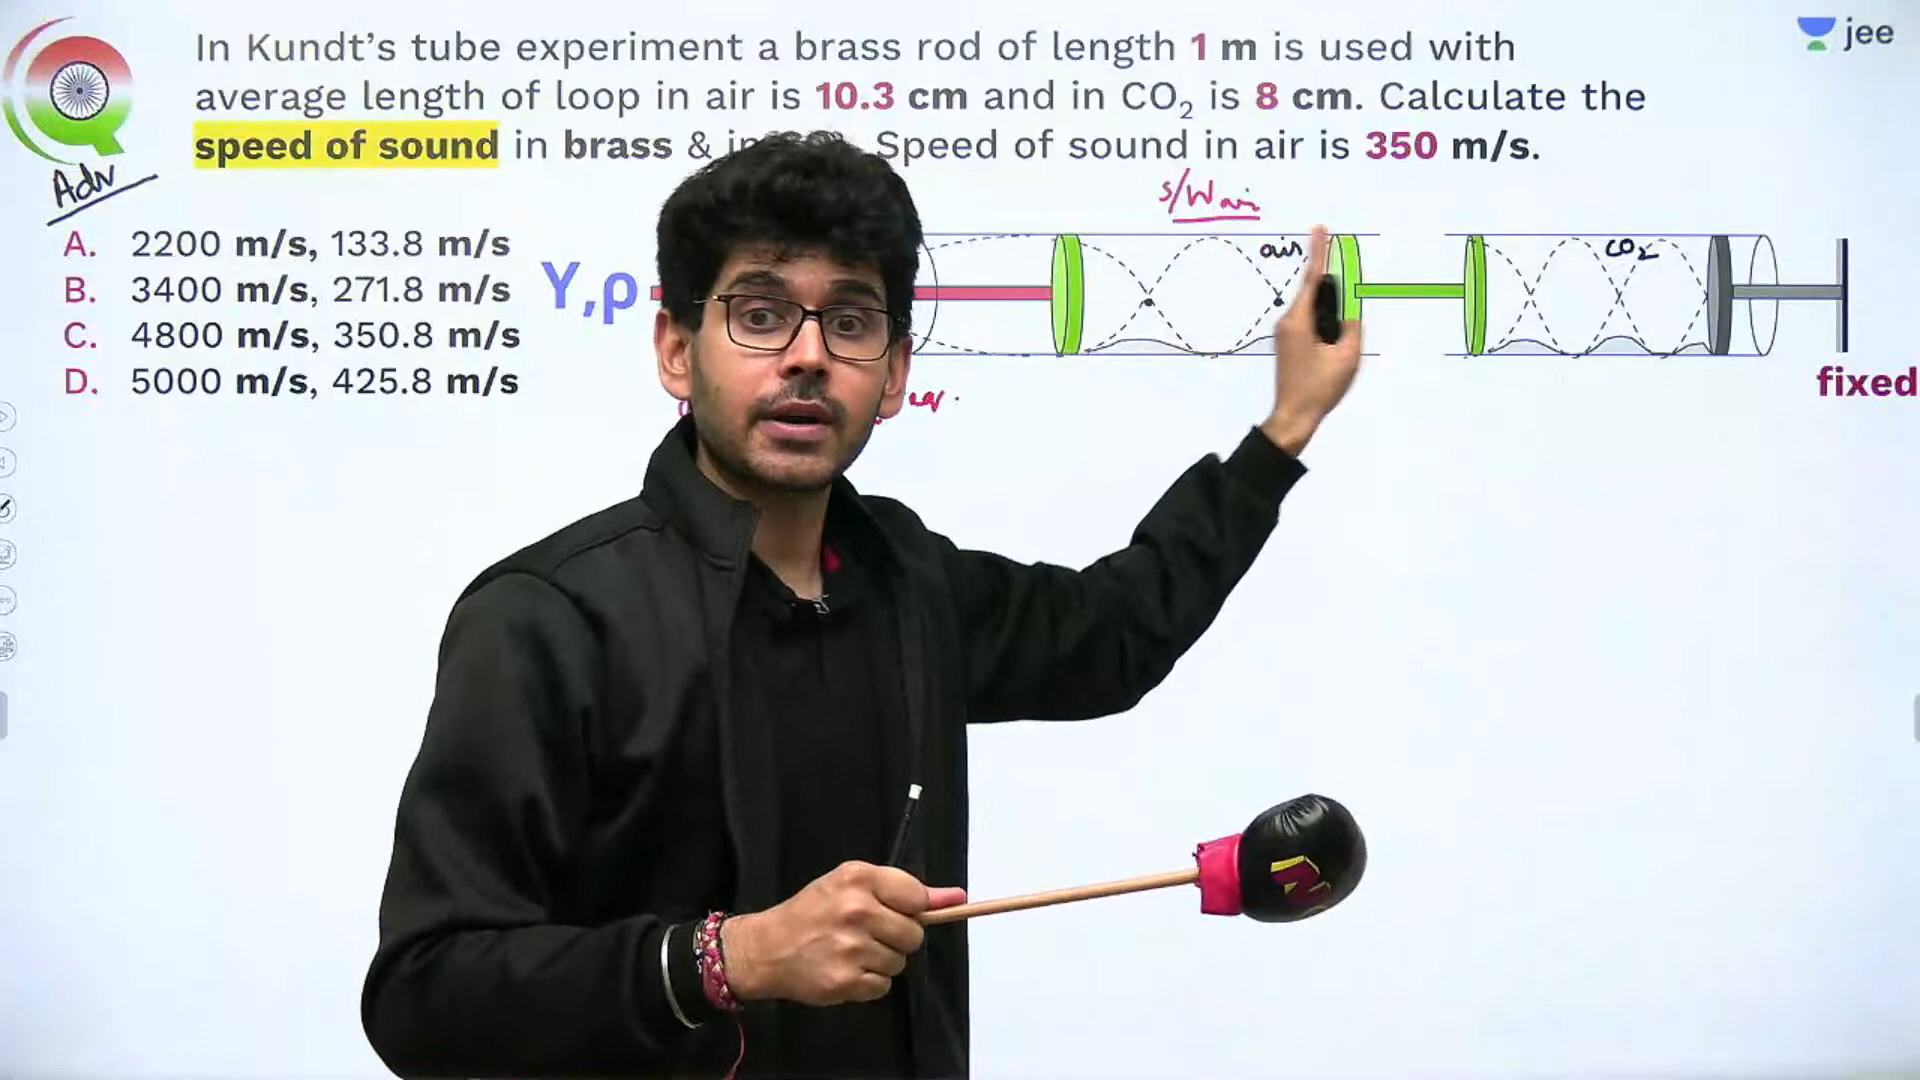 In Kundt’s tube experiment a brass rod of length 1 m is used with
average length of loop in air is 10.3 cm and in CO₂ is 8 cm. Calculate the
speed of sound in brass & in Speed of sound in air is 350 m/s.
jee
Adv
s/w air
A. 2200 m/s, 133.8 m/s
B. 3400 m/s, 271.8 m/s
C. 4800 m/s, 350.8 m/s
D. 5000 m/s, 425.8 m/s
Y,ρ
air
CO₂
fixed